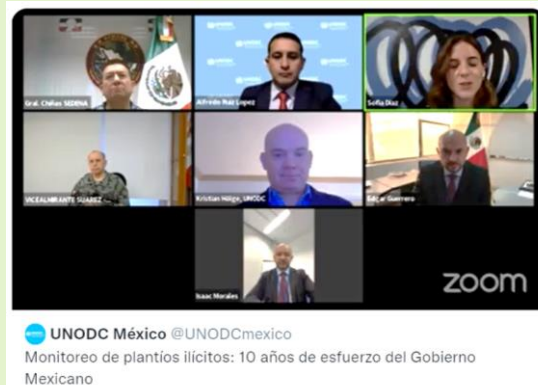 Gral. Chiñas SEDENA
Alfredo Ruiz Lopez
Sofía Díaz
VICEALMIRANTE SUAREZ
Kristian Hölge, UNODC
Edgar Guerrero
Isaac Morales
zoom
UNODC México @UNODCmexico
Monitoreo de plantíos ilícitos: 10 años de esfuerzo del Gobierno
Mexicano